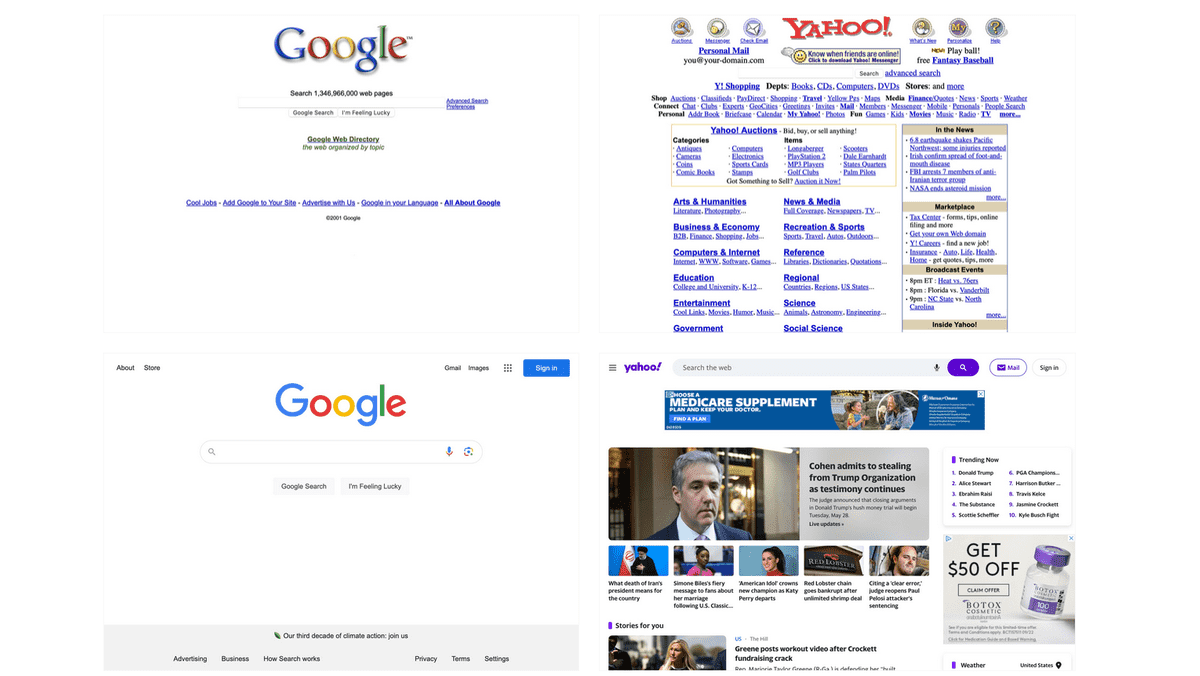 Google™
Search 1,346,966,000 web pages
Advanced Search
Preferences
Google Search I'm Feeling Lucky
Google Web Directory
the web organized by topic
Cool Jobs - Add Google to Your Site - Advertise with Us - Google in your Language - All About Google
©2001 Google
YAHOO!
Auctions Messenger Check Email What's New Personalize Help
Personal Mail
you@your-domain.com
Know when friends are online!
Click to download Yahoo! Messenger
NEW! Play ball!
free Fantasy Baseball
Search advanced search
Y! Shopping Depts: Books, CDs, Computers, DVDs Stores: and more
Shop Auctions · Classifieds · PayDirect · Shopping · Travel · Yellow Pgs · Maps Media Finance/Quotes · News · Sports · Weather
Connect Chat · Clubs · Experts · GeoCities · Greetings · Invites · Mail · Members · Messenger · Mobile · Personals · People Search
Personal Addr Book · Briefcase · Calendar · My Yahoo! · Photos Fun Games · Kids · Movies · Music · Radio · TV more...
Yahoo! Auctions - Bid, buy, or sell anything!
Categories Items
· Antiques · Computers · Longaberger · Scooters
· Cameras · Electronics · PlayStation 2 · Dale Earnhardt
· Coins · Sports Cards · MP3 Players · States Quarters
· Comic Books · Stamps · Golf Clubs · Palm Pilots
Got Something to Sell? Auction it Now!
Arts & Humanities
Literature, Photography...
News & Media
Full Coverage, Newspapers, TV...
Business & Economy
B2B, Finance, Shopping, Jobs...
Recreation & Sports
Sports, Travel, Autos, Outdoors...
Computers & Internet
Internet, WWW, Software, Games...
Reference
Libraries, Dictionaries, Quotations...
Education
College and University, K-12...
Regional
Countries, Regions, US States...
Entertainment
Cool Links, Movies, Humor, Music...
Science
Animals, Astronomy, Engineering...
Government
Social Science
In the News
· 6.8 earthquake shakes Pacific
Northwest; some injuries reported
· Irish confirm spread of foot-and-
mouth disease
· FBI arrests 7 members of anti-
Iranian terror group
· NASA ends asteroid mission
more...
Marketplace
· Tax Center - forms, tips, online
filing and more
· Get your own Web domain
· Y! Careers - find a new job!
· Insurance - Auto, Life, Health,
Home - get quotes, tips, more
Broadcast Events
· 8pm ET : Heat vs. 76ers
· 8pm : Florida vs. Vanderbilt
· 9pm : NC State vs. North
Carolina
more...
Inside Yahoo!
About Store Gmail Images Sign in
Google
Google Search I'm Feeling Lucky
Our third decade of climate action: join us
Advertising Business How Search works Privacy Terms Settings
yahoo! Search the web Mail Sign in
CHOOSE A
MEDICARE SUPPLEMENT
PLAN AND KEEP YOUR DOCTOR.
FIND A PLAN
Cohen admits to stealing
from Trump Organization
as testimony continues
The judge announced that closing arguments
in Donald Trump's hush money trial will begin
Tuesday, May 28.
Live updates »
RED LOBSTER
What death of Iran's
president means for
the country
Simone Biles's fiery
message to fans about
her marriage
following U.S. Classic...
'American Idol' crowns
new champion as Katy
Perry departs
Red Lobster chain
goes bankrupt after
unlimited shrimp deal
Citing a 'clear error,'
judge reopens Paul
Pelosi attacker's
sentencing
Stories for you
US · The Hill
Greene posts workout video after Crockett
fundraising crack
Rep. Marjorie Taylor Greene (R-Ga.) is defending her "built
Trending Now
1. Donald Trump 6. PGA Champions...
2. Alice Stewart 7. Harrison Butker ...
3. Ebrahim Raisi 8. Travis Kelce
4. The Substance 9. Jasmine Crockett
5. Scottie Scheffler 10. Kyle Busch Fight
GET
$50 OFF
CLAIM OFFER
BOTOX
COSMETIC
Weather United States